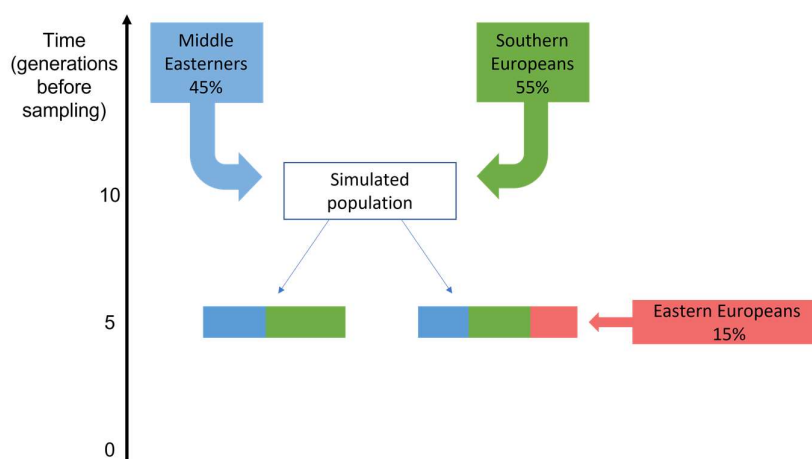 Time
(generations
before
sampling)
Middle
Easterners
45%
Southern
Europeans
55%
10
Simulated
population
5
Eastern Europeans
15%
0